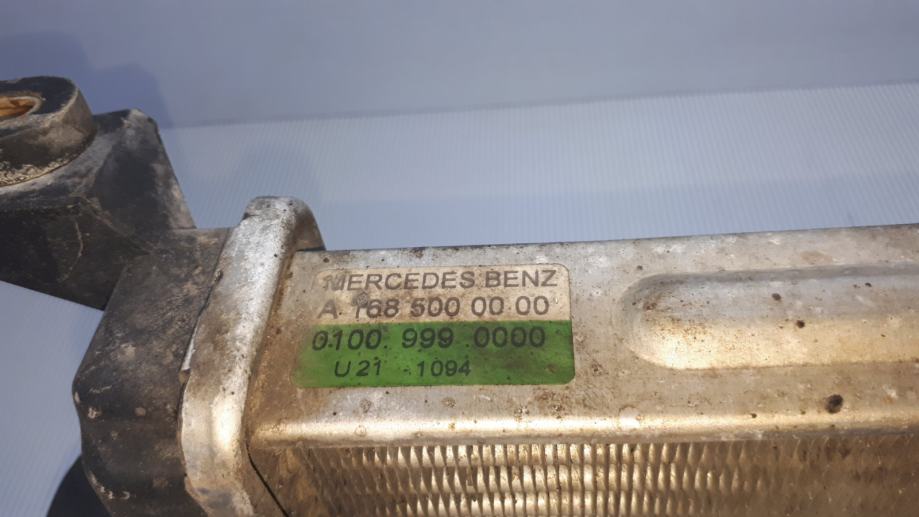 MERCEDES BENZ
A 168 500 00 00
0100.999.0000
U21 .1094